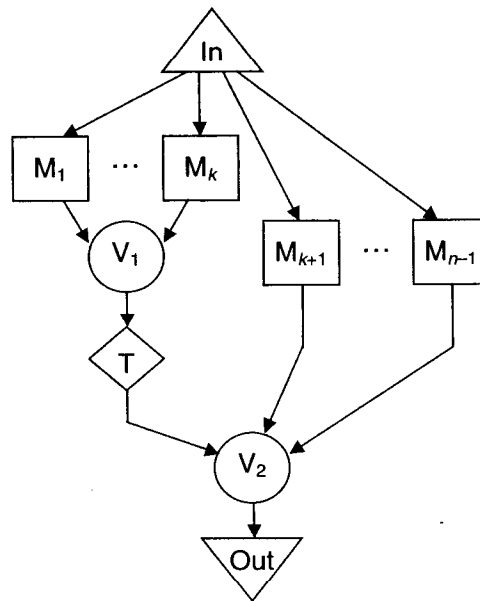 In
M₁ ... Mₖ
V₁
Mₖ₊₁ ... Mₙ₋₁
T
V₂
Out